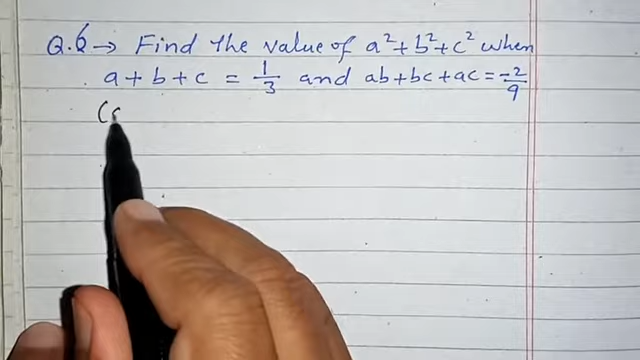 Q.6→ Find the value of a²+b²+c² when
a+b+c = 1/3 and ab+bc+ac = -2/9
(